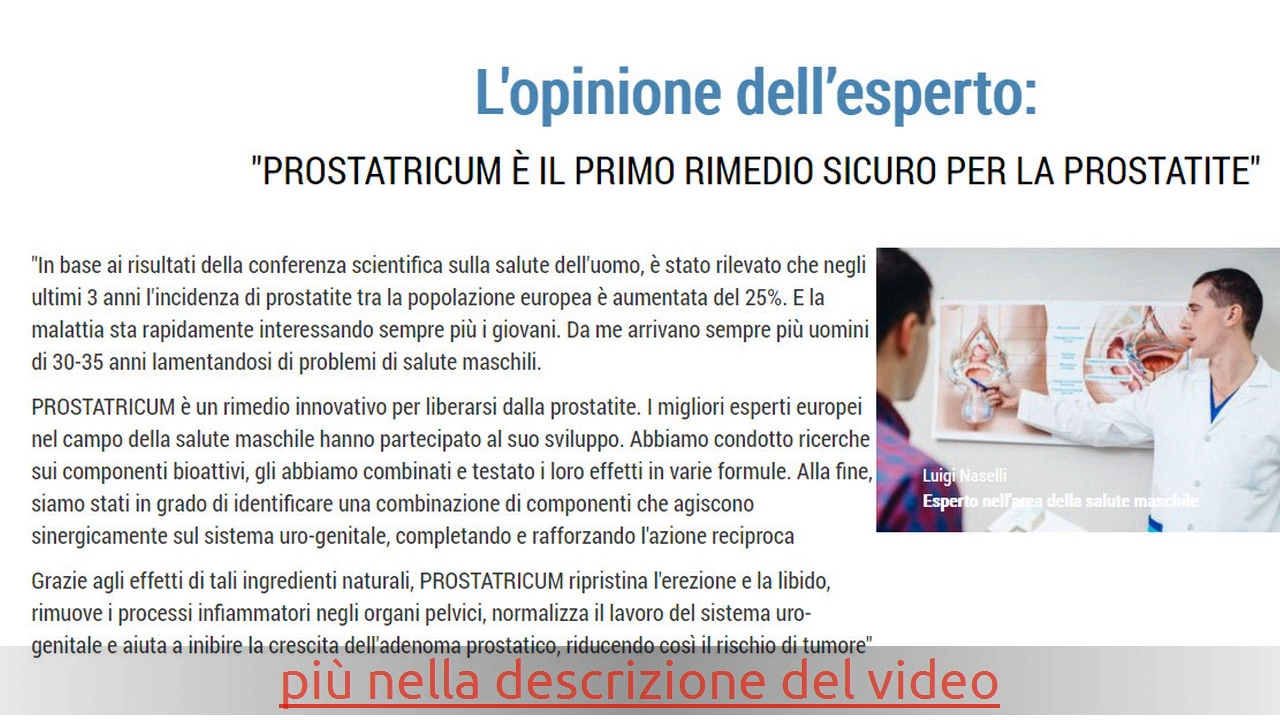 L'opinione dell’esperto:
"PROSTATRICUM È IL PRIMO RIMEDIO SICURO PER LA PROSTATITE"
"In base ai risultati della conferenza scientifica sulla salute dell'uomo, è stato rilevato che negli
ultimi 3 anni l'incidenza di prostatite tra la popolazione europea è aumentata del 25%. E la
malattia sta rapidamente interessando sempre più i giovani. Da me arrivano sempre più uomini
di 30-35 anni lamentandosi di problemi di salute maschili.
PROSTATRICUM è un rimedio innovativo per liberarsi dalla prostatite. I migliori esperti europei
nel campo della salute maschile hanno partecipato al suo sviluppo. Abbiamo condotto ricerche
sui componenti bioattivi, gli abbiamo combinati e testato i loro effetti in varie formule. Alla fine,
siamo stati in grado di identificare una combinazione di componenti che agiscono
sinergicamente sul sistema uro-genitale, completando e rafforzando l'azione reciproca
Grazie agli effetti di tali ingredienti naturali, PROSTATRICUM ripristina l'erezione e la libido,
rimuove i processi infiammatori negli organi pelvici, normalizza il lavoro del sistema uro-
genitale e aiuta a inibire la crescita dell'adenoma prostatico, riducendo così il rischio di tumore"
Luigi Naselli
Esperto nell'area della salute maschile
più nella descrizione del video